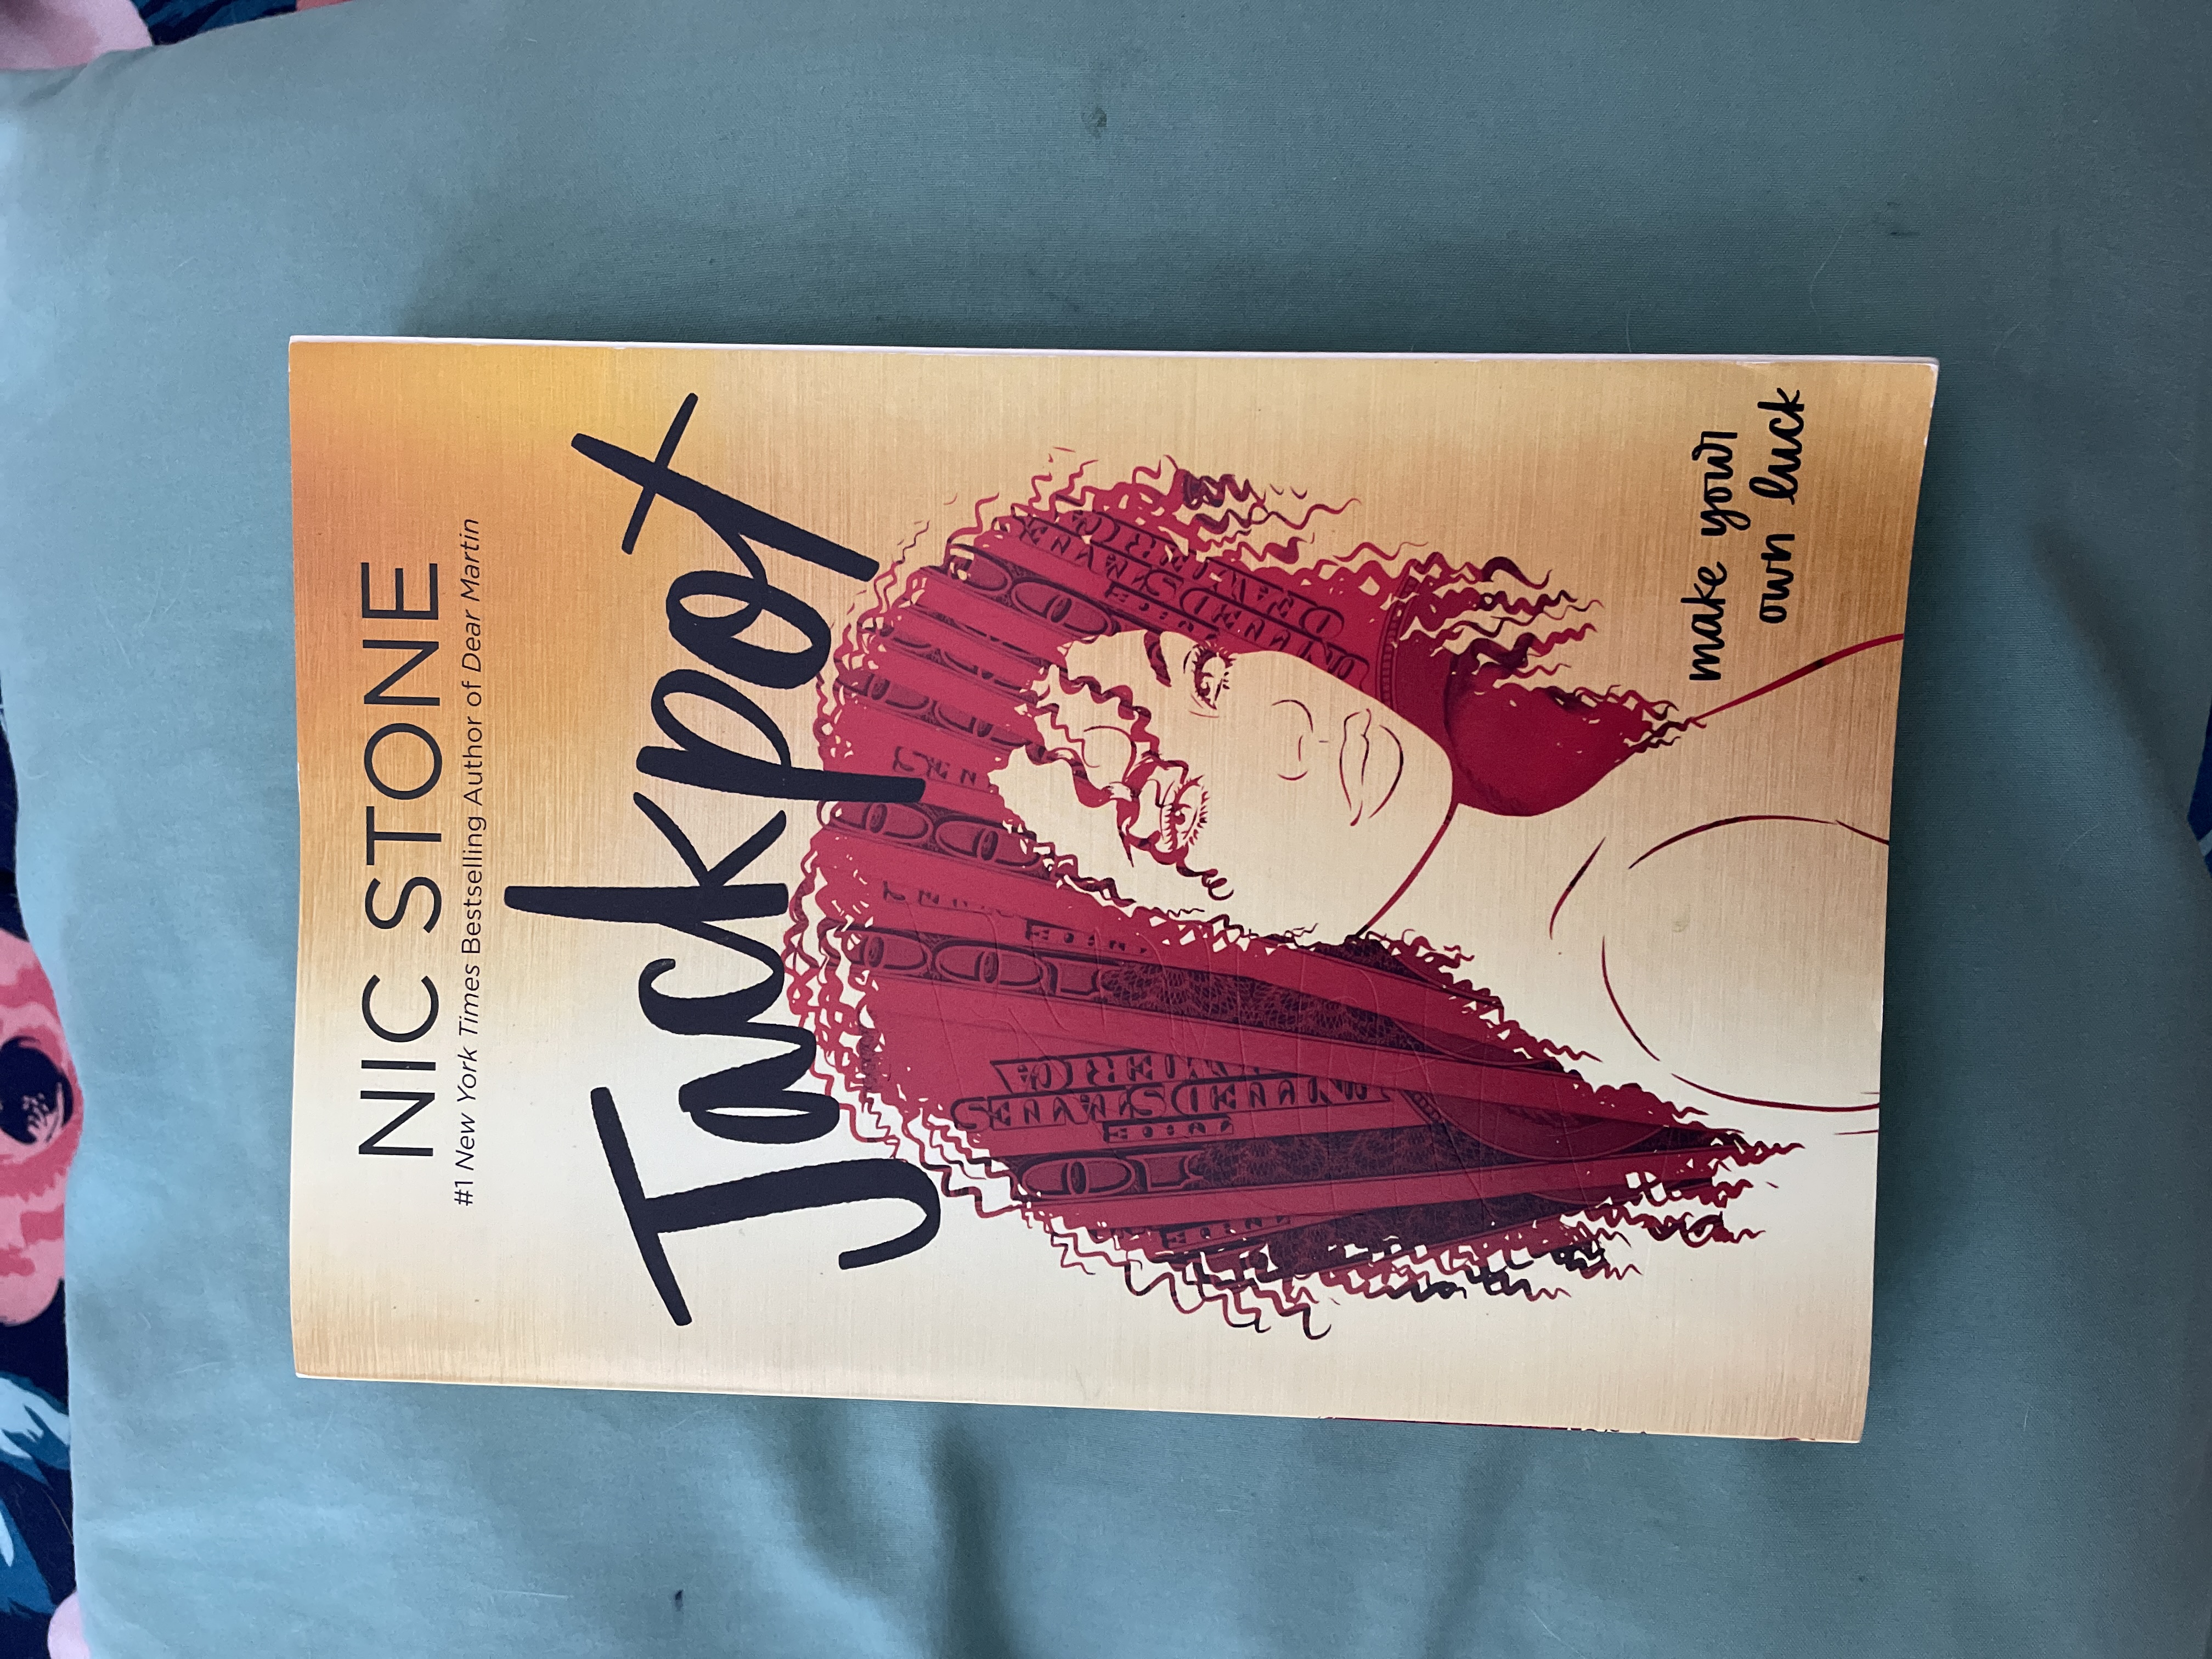 NIC STONE
#1 New York Times Bestselling Author of Dear Martin
Jackpot
make your
own luck